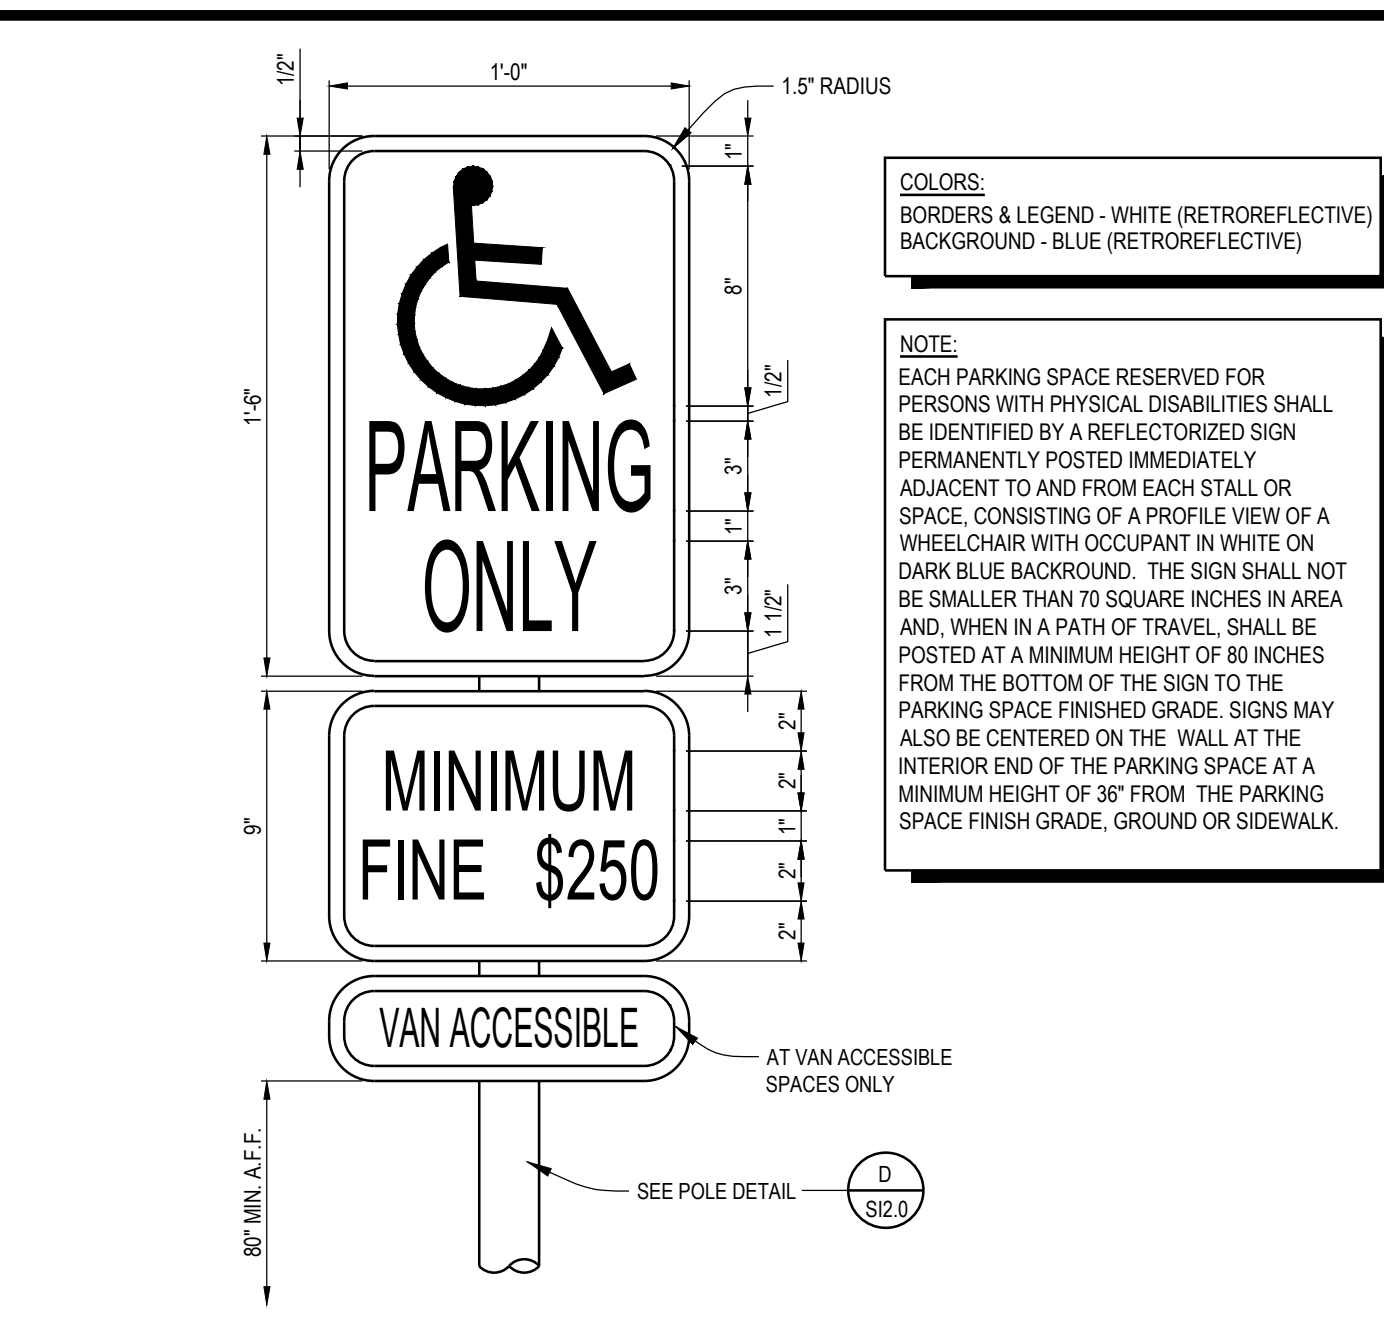 1/2"
1'-0"
1.5" RADIUS
1"
8"
1/2"
1'-6"
3"
1"
3"
1 1/2"
PARKING
ONLY
COLORS:
BORDERS & LEGEND - WHITE (RETROREFLECTIVE)
BACKGROUND - BLUE (RETROREFLECTIVE)
NOTE:
EACH PARKING SPACE RESERVED FOR
PERSONS WITH PHYSICAL DISABILITIES SHALL
BE IDENTIFIED BY A REFLECTORIZED SIGN
PERMANENTLY POSTED IMMEDIATELY
ADJACENT TO AND FROM EACH STALL OR
SPACE, CONSISTING OF A PROFILE VIEW OF A
WHEELCHAIR WITH OCCUPANT IN WHITE ON
DARK BLUE BACKROUND. THE SIGN SHALL NOT
BE SMALLER THAN 70 SQUARE INCHES IN AREA
AND, WHEN IN A PATH OF TRAVEL, SHALL BE
POSTED AT A MINIMUM HEIGHT OF 80 INCHES
FROM THE BOTTOM OF THE SIGN TO THE
PARKING SPACE FINISHED GRADE. SIGNS MAY
ALSO BE CENTERED ON THE WALL AT THE
INTERIOR END OF THE PARKING SPACE AT A
MINIMUM HEIGHT OF 36" FROM THE PARKING
SPACE FINISH GRADE, GROUND OR SIDEWALK.
9"
MINIMUM
FINE $250
2"
2"
1"
2"
2"
VAN ACCESSIBLE
AT VAN ACCESSIBLE
SPACES ONLY
80" MIN. A.F.F.
SEE POLE DETAIL
D
SI2.0